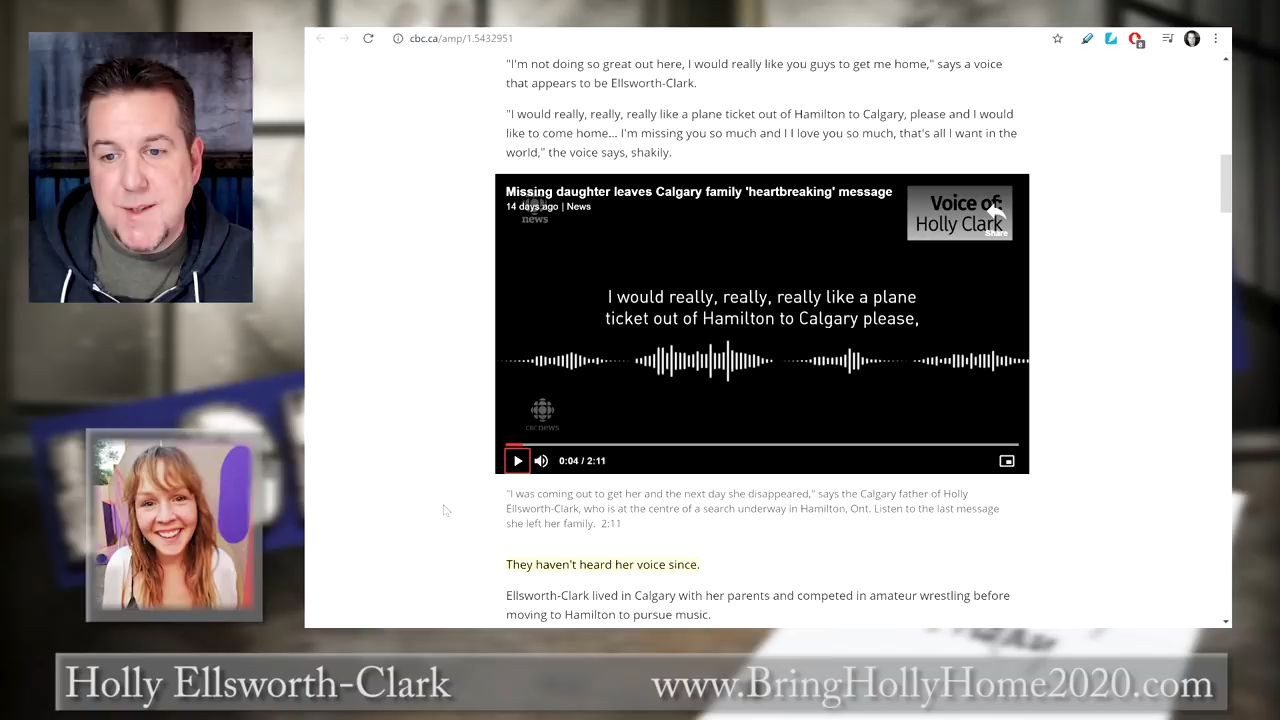 cbc.ca/amp/1.5432951
"I'm not doing so great out here, I would really like you guys to get me home," says a voice
that appears to be Ellsworth-Clark.
"I would really, really, really like a plane ticket out of Hamilton to Calgary, please and I would
like to come home... I'm missing you so much and I I love you so much, that's all I want in the
world," the voice says, shakily.
Missing daughter leaves Calgary family 'heartbreaking' message
14 days ago | News
news
Voice of:
Holly Clark
Share
I would really, really, really like a plane
ticket out of Hamilton to Calgary please,
CBC NEWS
0:04 / 2:11
"I was coming out to get her and the next day she disappeared," says the Calgary father of Holly
Ellsworth-Clark, who is at the centre of a search underway in Hamilton, Ont. Listen to the last message
she left her family. 2:11
They haven't heard her voice since.
Ellsworth-Clark lived in Calgary with her parents and competed in amateur wrestling before
moving to Hamilton to pursue music.
Holly Ellsworth-Clark
www.BringHollyHome2020.com